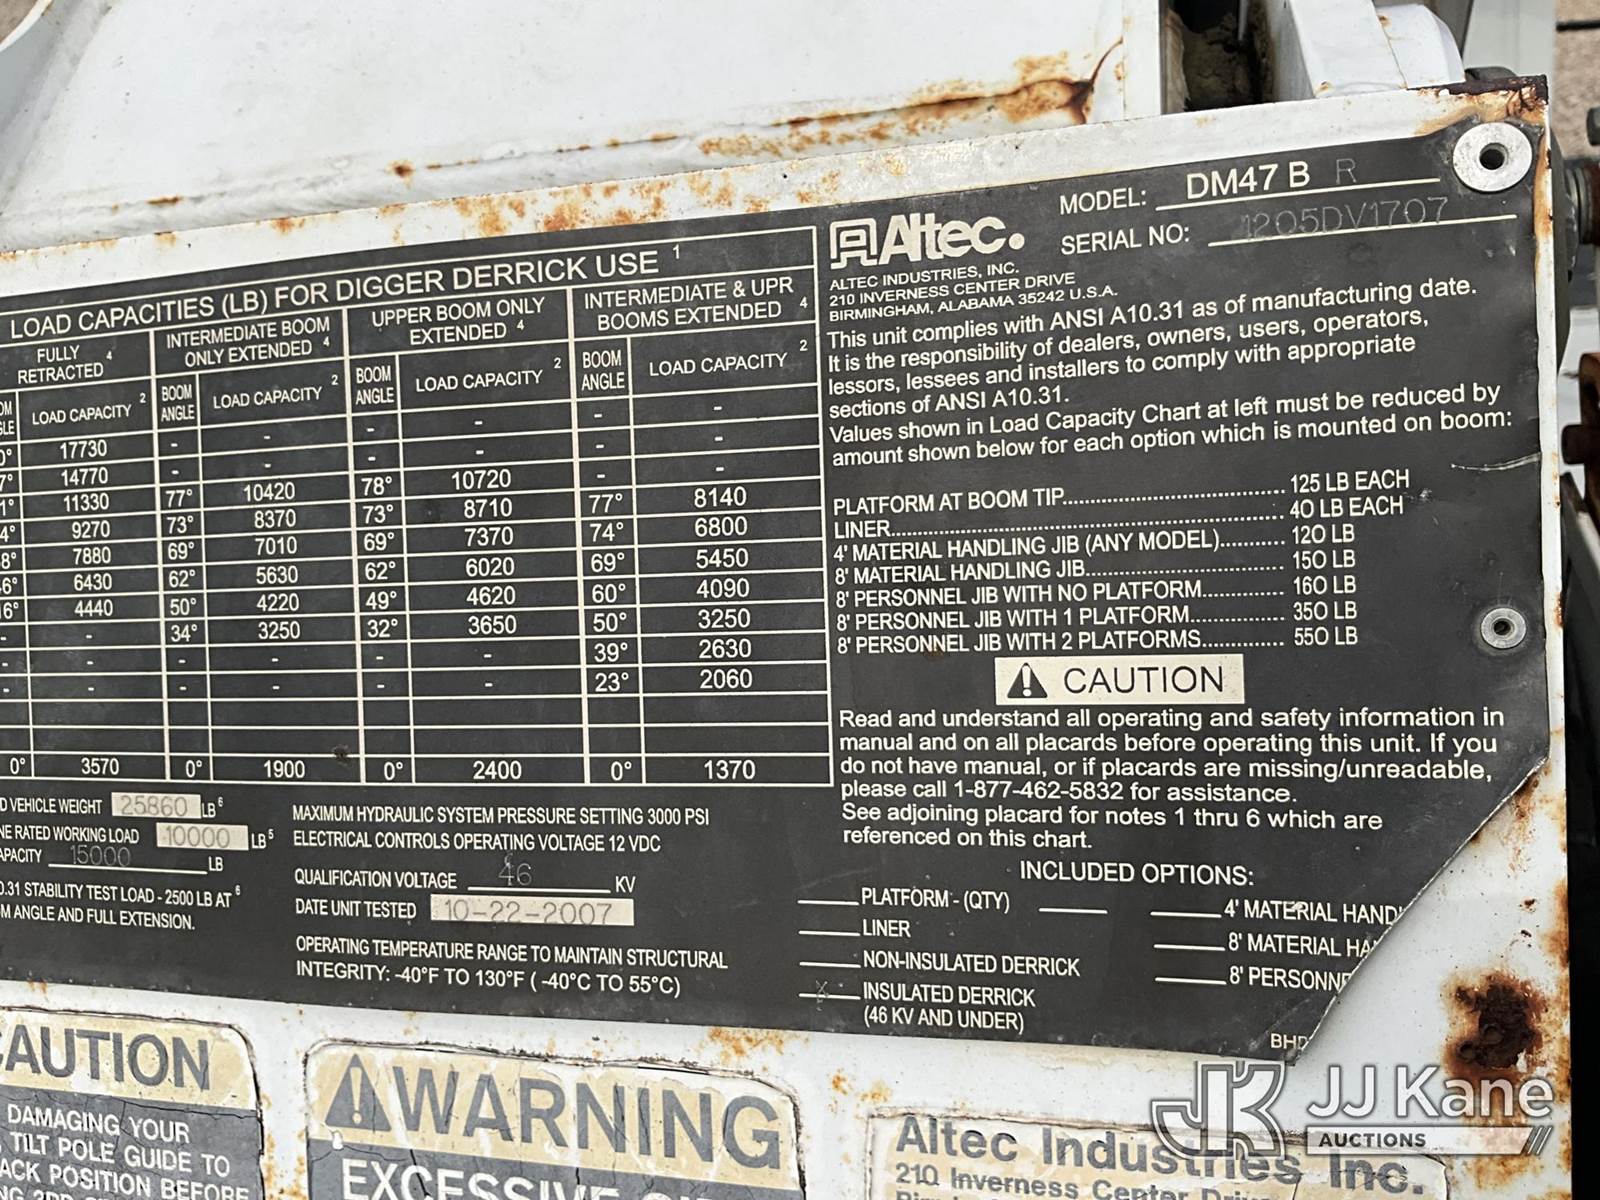 LOAD CAPACITIES (LB) FOR DIGGER DERRICK USE 1
FULLY RETRACTED 4
INTERMEDIATE BOOM ONLY EXTENDED 4
UPPER BOOM ONLY EXTENDED 4
INTERMEDIATE & UPR BOOMS EXTENDED 4
LOAD CAPACITY 2 BOOM ANGLE LOAD CAPACITY 2 BOOM ANGLE LOAD CAPACITY 2 BOOM ANGLE LOAD CAPACITY 2
17730 - - - - - -
14770 - - - - - -
11330 77° 10420 78° 10720 - -
9270 73° 8370 73° 8710 77° 8140
7880 69° 7010 69° 7370 74° 6800
6430 62° 5630 62° 6020 69° 5450
16° 4440 50° 4220 49° 4620 60° 4090
- - 34° 3250 32° 3650 50° 3250
- - - - - - 39° 2630
- - - - - - 23° 2060
0° 3570 0° 1900 0° 2400 0° 1370
VEHICLE WEIGHT 25860 LB 6
RATED WORKING LOAD 10000 LB 5
15000 LB
STABILITY TEST LOAD - 2500 LB AT 6
ANGLE AND FULL EXTENSION.
MAXIMUM HYDRAULIC SYSTEM PRESSURE SETTING 3000 PSI
ELECTRICAL CONTROLS OPERATING VOLTAGE 12 VDC
QUALIFICATION VOLTAGE 46 KV
DATE UNIT TESTED 10-22-2007
OPERATING TEMPERATURE RANGE TO MAINTAIN STRUCTURAL
INTEGRITY: -40°F TO 130°F ( -40°C TO 55°C)
Altec.
MODEL: DM47 B R
SERIAL NO: 1205DV1707
ALTEC INDUSTRIES, INC.
210 INVERNESS CENTER DRIVE
BIRMINGHAM, ALABAMA 35242 U.S.A.
This unit complies with ANSI A10.31 as of manufacturing date.
It is the responsibility of dealers, owners, users, operators,
lessors, lessees and installers to comply with appropriate
sections of ANSI A10.31.
Values shown in Load Capacity Chart at left must be reduced by
amount shown below for each option which is mounted on boom:
PLATFORM AT BOOM TIP 125 LB EACH
LINER 40 LB EACH
4' MATERIAL HANDLING JIB (ANY MODEL) 120 LB
8' MATERIAL HANDLING JIB 150 LB
8' PERSONNEL JIB WITH NO PLATFORM 160 LB
8' PERSONNEL JIB WITH 1 PLATFORM 350 LB
8' PERSONNEL JIB WITH 2 PLATFORMS 550 LB
CAUTION
Read and understand all operating and safety information in
manual and on all placards before operating this unit. If you
do not have manual, or if placards are missing/unreadable,
please call 1-877-462-5832 for assistance.
See adjoining placard for notes 1 thru 6 which are
referenced on this chart.
INCLUDED OPTIONS:
PLATFORM - (QTY)
LINER
NON-INSULATED DERRICK
X INSULATED DERRICK
(46 KV AND UNDER)
4' MATERIAL
8' MATERIAL
8'
CAUTION
DAMAGING YOUR
TILT POLE GUIDE TO
POSITION BEFORE
WARNING
EXCESSIVE
Altec Industries Inc.
210 Inverness Center
JK JJ Kane
AUCTIONS